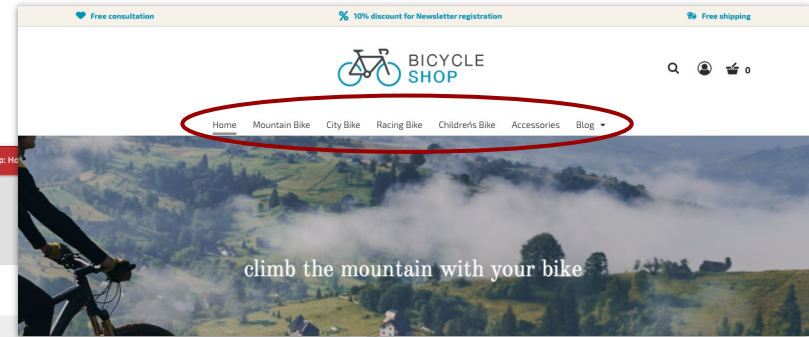 Free consultation
10% discount for Newsletter registration
Free shipping
BICYCLE
SHOP
0
Home Mountain Bike City Bike Racing Bike Childreńs Bike Accessories Blog
climb the mountain with your bike